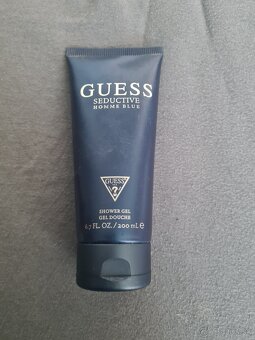 GUESS
SEDUCTIVE
HOMME BLUE
GUESS
?
SHOWER GEL
GEL DOUCHE
6.7 FL. OZ. / 200 mL e